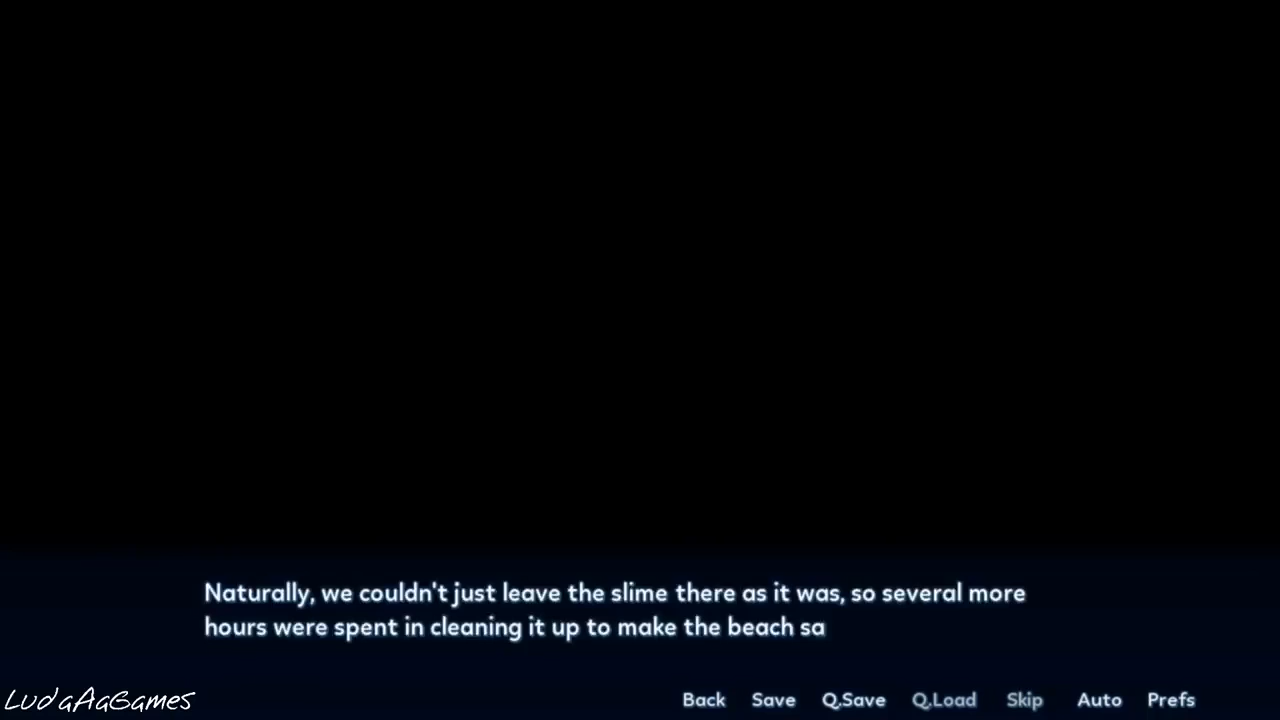 Naturally, we couldn't just leave the slime there as it was, so several more
hours were spent in cleaning it up to make the beach sa
LudaAaGames
Back Save Q.Save Q.Load Skip Auto Prefs